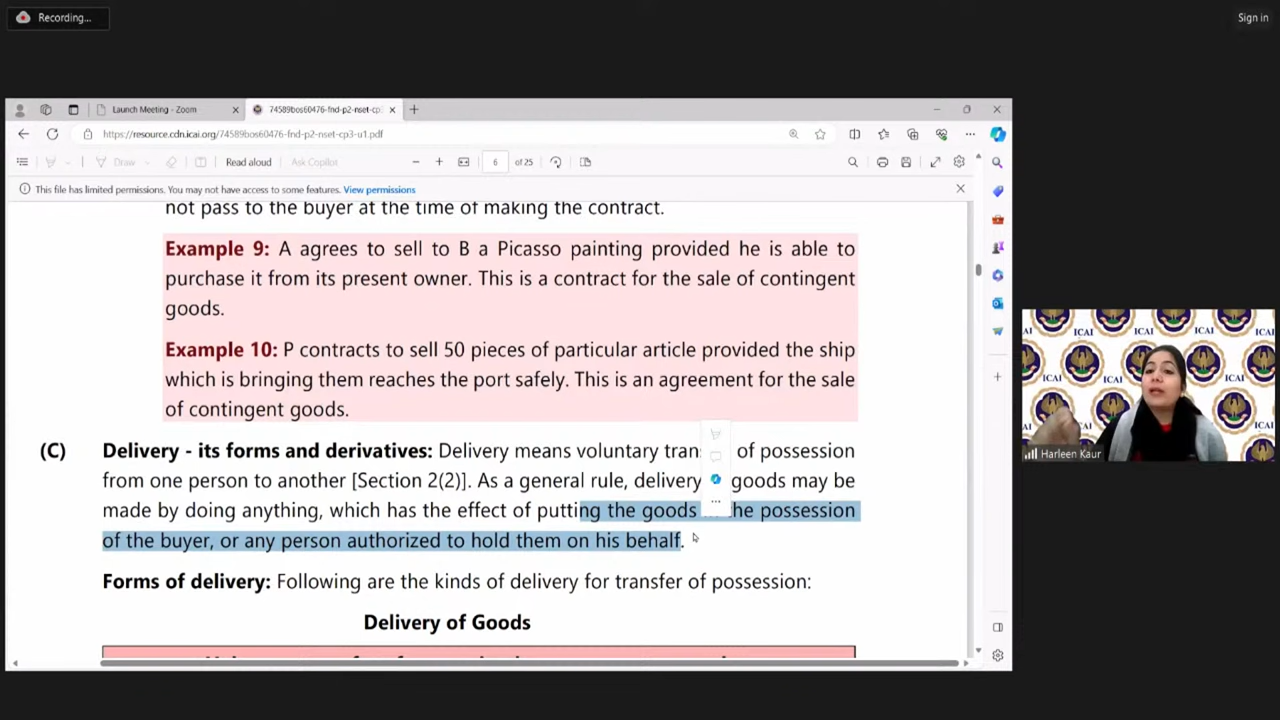 Recording...
Sign in
Launch Meeting - Zoom
74589bos60476-fnd-p2-nset-cp3
https://resource.cdn.icai.org/74589bos60476-fnd-p2-nset-cp3-u1.pdf
Draw
Read aloud
Ask Copilot
6
of 25
This file has limited permissions. You may not have access to some features. View permissions
not pass to the buyer at the time of making the contract.
Example 9: A agrees to sell to B a Picasso painting provided he is able to
purchase it from its present owner. This is a contract for the sale of contingent
goods.
Example 10: P contracts to sell 50 pieces of particular article provided the ship
which is bringing them reaches the port safely. This is an agreement for the sale
of contingent goods.
(C) Delivery - its forms and derivatives: Delivery means voluntary tran of possession
from one person to another [Section 2(2)]. As a general rule, delivery goods may be
made by doing anything, which has the effect of putting the goods he possession
of the buyer, or any person authorized to hold them on his behalf.
Forms of delivery: Following are the kinds of delivery for transfer of possession:
Delivery of Goods
ICAI
ICAI
ICAI
ICAI
ICAI
Harleen Kaur